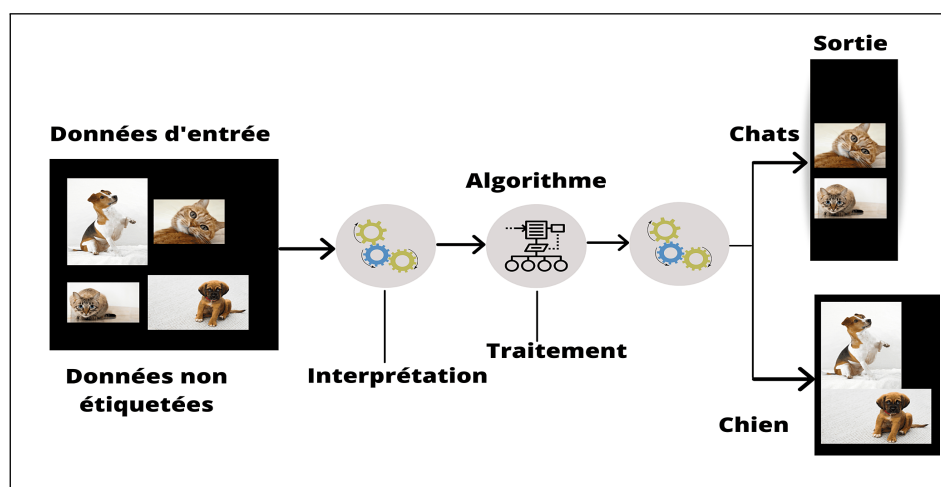 Sortie
Données d'entrée
Chats
Algorithme
Traitement
Interprétation
Données non
étiquetées
Chien